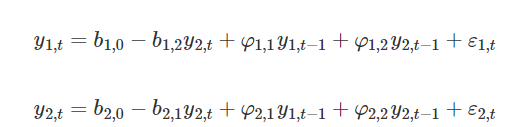 y₁,ₜ = b₁,₀ − b₁,₂y₂,ₜ + φ₁,₁y₁,ₜ₋₁ + φ₁,₂y₂,ₜ₋₁ + ε₁,ₜ
y₂,ₜ = b₂,₀ − b₂,₁y₂,ₜ + φ₂,₁y₁,ₜ₋₁ + φ₂,₂y₂,ₜ₋₁ + ε₂,ₜ